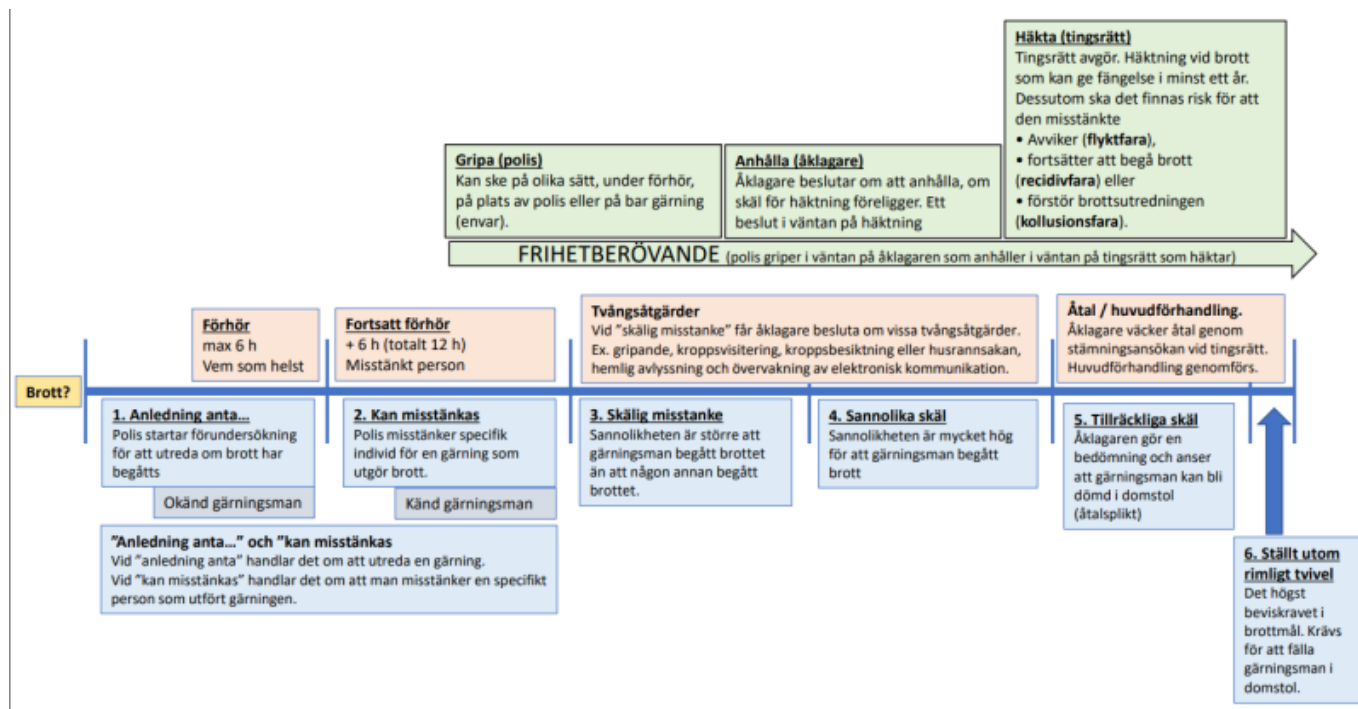 Häkta (tingsrätt)
Tingsrätt avgör. Häktning vid brott
som kan ge fängelse i minst ett år.
Dessutom ska det finnas risk för att
den misstänkte
• Avviker (flyktfara),
• fortsätter att begå brott
(recidivfara) eller
• förstör brottsutredningen
(kollusionsfara).
Gripa (polis)
Kan ske på olika sätt, under förhör,
på plats av polis eller på bar gärning
(envar).
Anhålla (åklagare)
Åklagare beslutar om att anhålla, om
skäl för häktning föreligger. Ett
beslut i väntan på häktning
FRIHETBERÖVANDE (polis griper i väntan på åklagaren som anhåller i väntan på tingsrätt som häktar)
Förhör
max 6 h
Vem som helst
Fortsatt förhör
+ 6 h (totalt 12 h)
Misstänkt person
Tvångsåtgärder
Vid ”skälig misstanke” får åklagare besluta om vissa tvångsåtgärder.
Ex. gripande, kroppsvisitering, kroppsbesiktning eller husrannsakan,
hemlig avlyssning och övervakning av elektronisk kommunikation.
Åtal / huvudförhandling.
Åklagare väcker åtal genom
stämningsansökan vid tingsrätt.
Huvudförhandling genomförs.
Brott?
1. Anledning anta...
Polis startar förundersökning
för att utreda om brott har
begåtts
Okänd gärningsman
2. Kan misstänkas
Polis misstänker specifik
individ för en gärning som
utgör brott.
Känd gärningsman
3. Skälig misstanke
Sannolikheten är större att
gärningsman begått brottet
än att någon annan begått
brottet.
4. Sannolika skäl
Sannolikheten är mycket hög
för att gärningsman begått
brott
5. Tillräckliga skäl
Åklagaren gör en
bedömning och anser
att gärningsman kan bli
dömd i domstol
(åtalsplikt)
”Anledning anta...” och ”kan misstänkas
Vid ”anledning anta” handlar det om att utreda en gärning.
Vid ”kan misstänkas” handlar det om att man misstänker en specifikt
person som utfört gärningen.
6. Ställt utom
rimligt tvivel
Det högst
beviskravet i
brottmål. Krävs
för att fälla
gärningsman i
domstol.